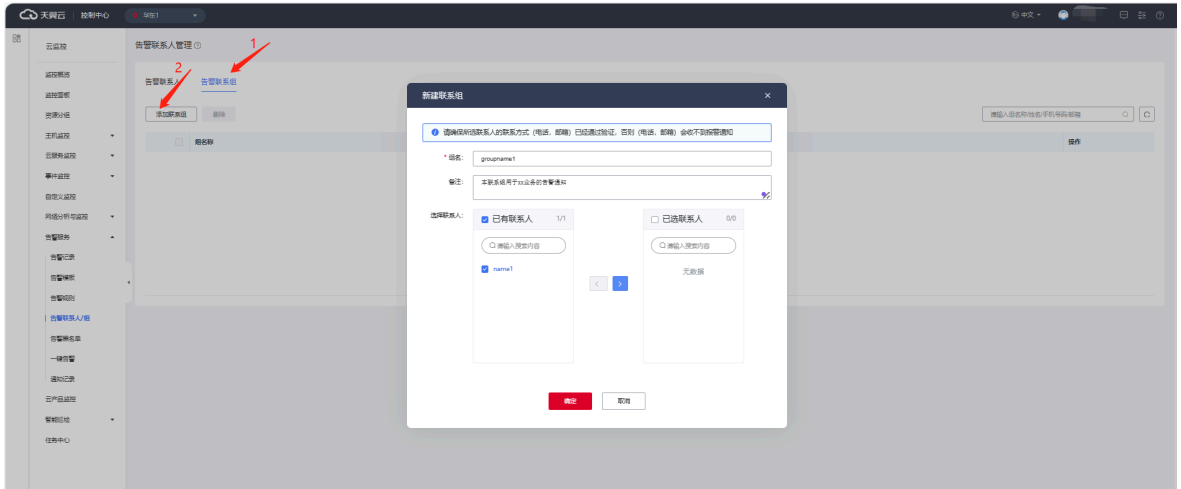 天翼云 控制中心 华东1 中文
云监控
监控概览
监控面板
资源分组
主机监控
云服务监控
事件监控
自定义监控
网络分析与监控
告警服务
告警记录
告警模板
告警规则
告警联系人/组
告警黑名单
一键告警
通知记录
云产品监控
智能巡检
任务中心
告警联系人管理
1
2
告警联系人 告警联系组
添加联系组 删除
请输入组名称/姓名/手机号码/邮箱
组名称 操作
新建联系组
请确保所选联系人的联系方式（电话、邮箱）已经通过验证，否则（电话、邮箱）会收不到报警通知
* 组名: groupname1
备注: 本联系组用于xx业务的告警通知
选择联系人:
已有联系人 1/1
请输入搜索内容
name1
已选联系人 0/0
请输入搜索内容
无数据
确定 取消